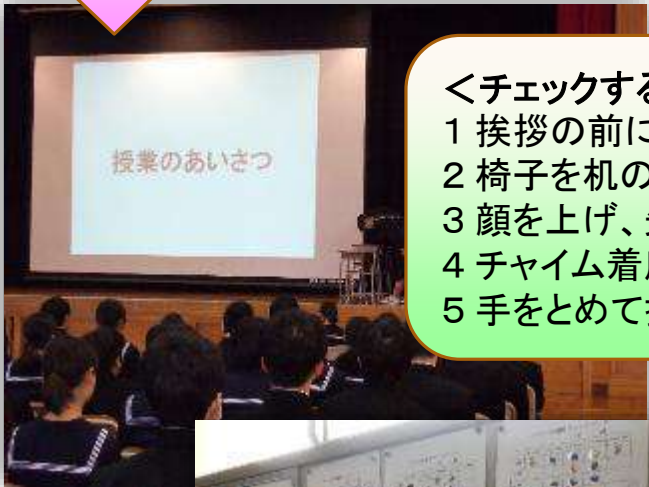 授業のあいさつ
＜チェックする
１ 挨拶の前に
２ 椅子を机の
３ 顔を上げ、
４ チャイム着
５ 手をとめて